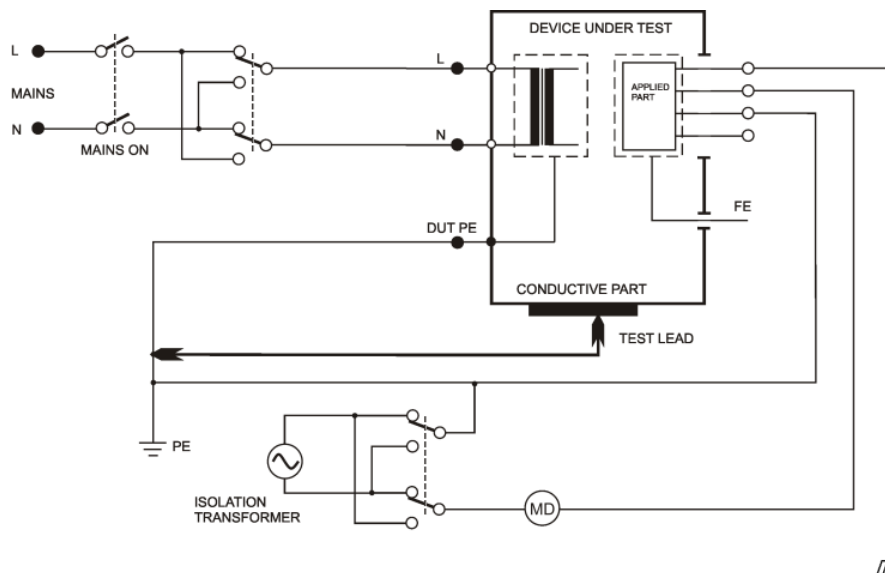 DEVICE UNDER TEST
L
L
MAINS
APPLIED
PART
N
N
MAINS ON
FE
DUT PE
CONDUCTIVE PART
TEST LEAD
PE
ISOLATION
TRANSFORMER
MD